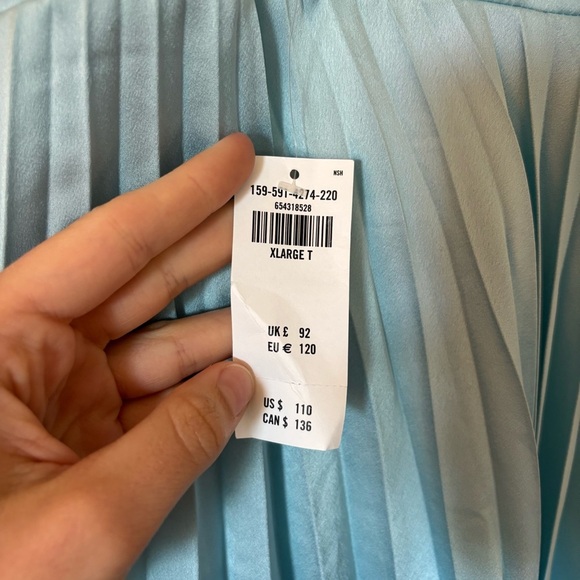 NSH
159-591-4274-220
654318528
XLARGE T
UK £ 92
EU € 120
US $ 110
CAN $ 136